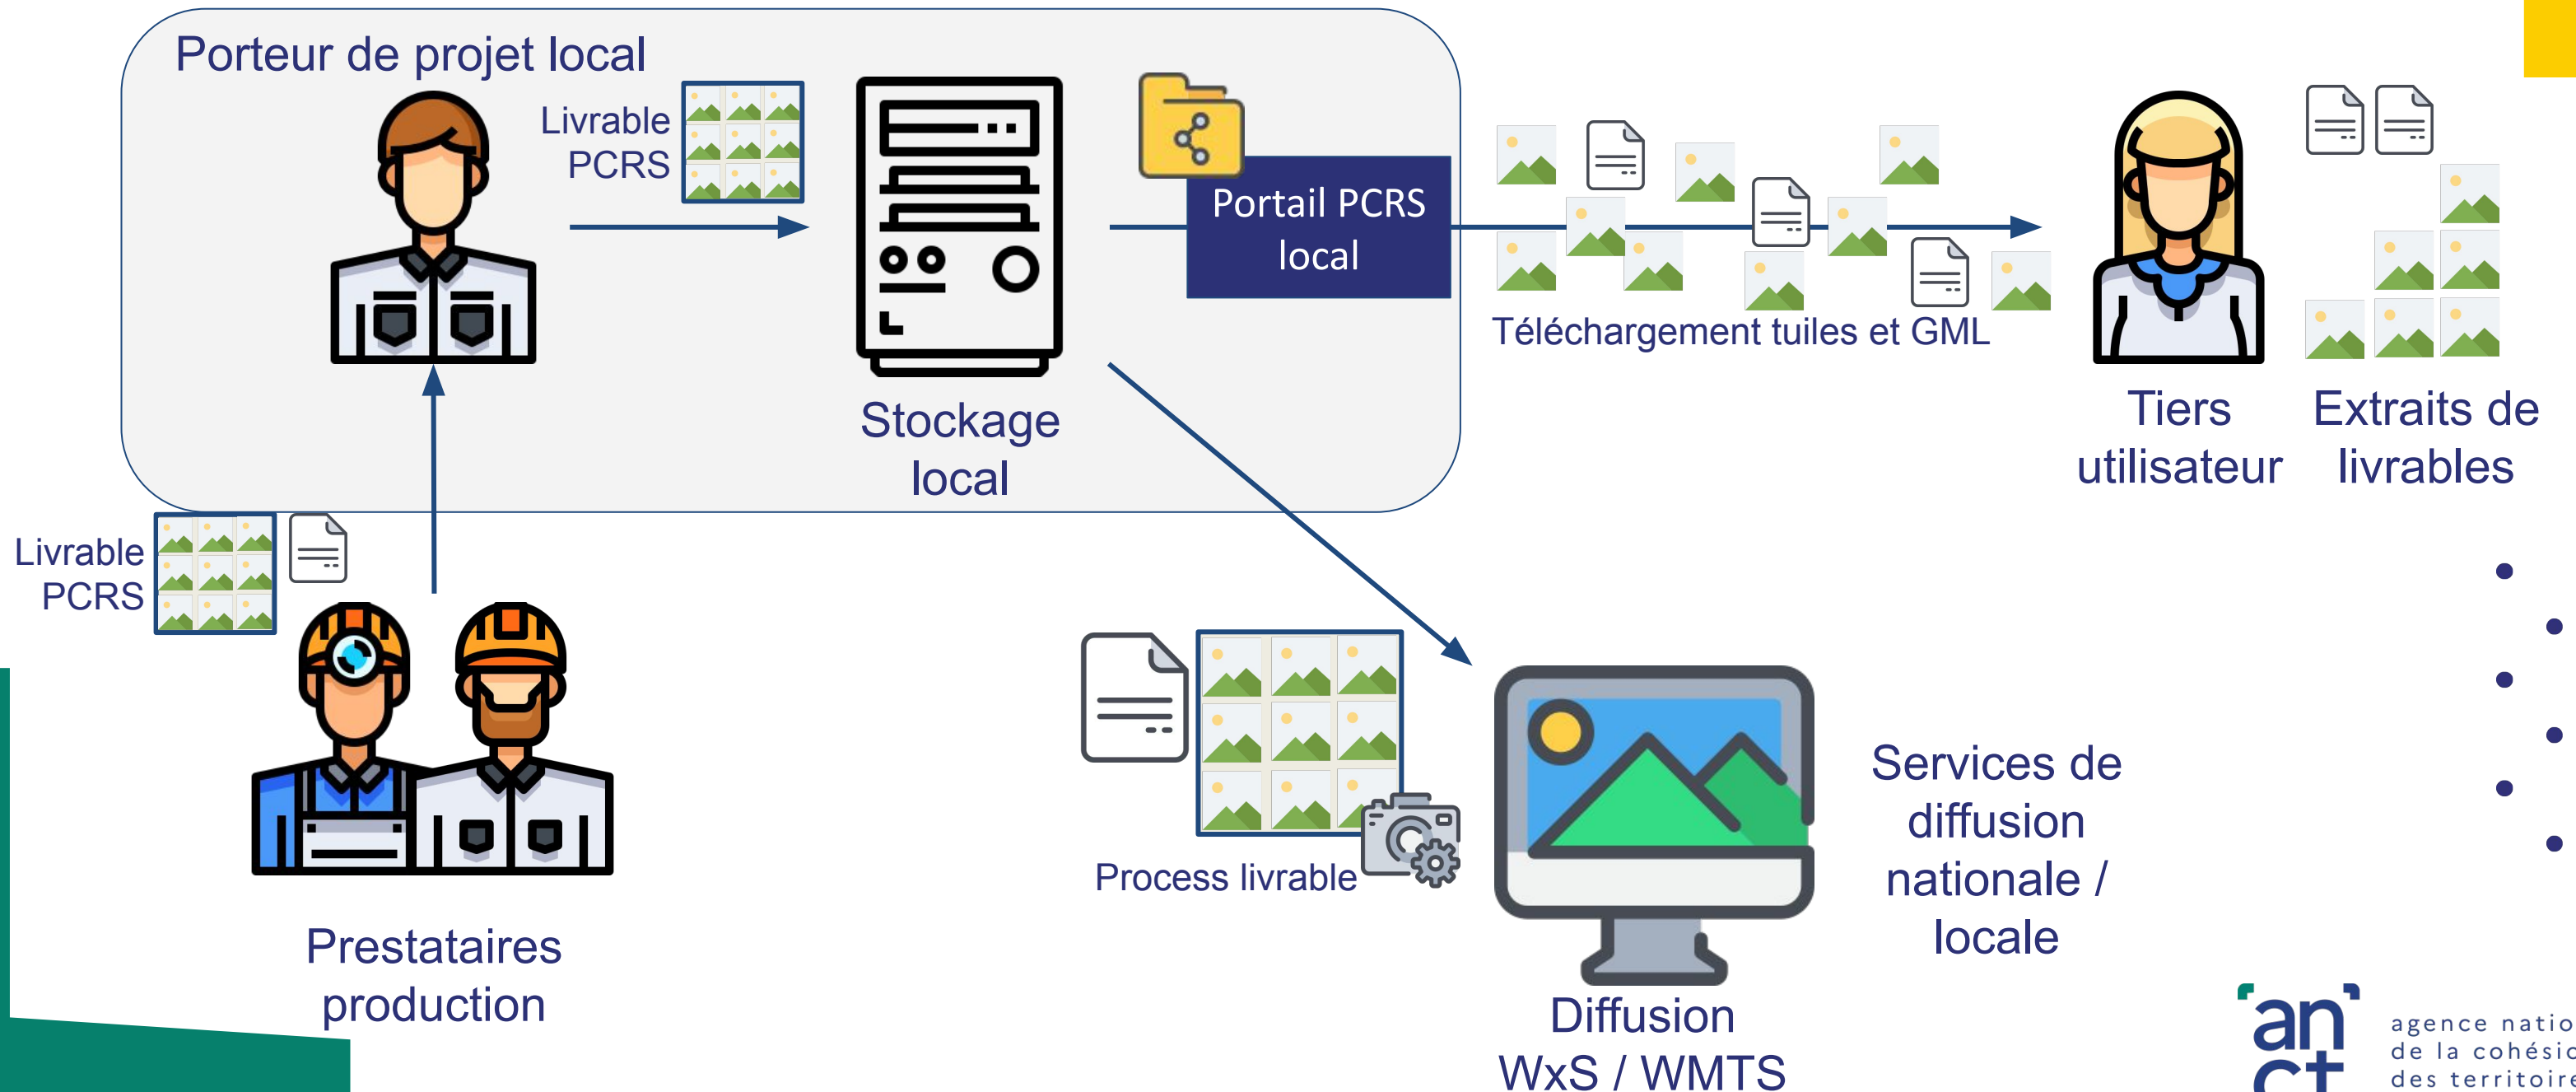 Porteur de projet local
Livrable
PCRS
Portail PCRS
local
Téléchargement tuiles et GML
Stockage
local
Tiers
utilisateur
Extraits de
livrables
Livrable
PCRS
Prestataires
production
Process livrable
Services de
diffusion
nationale /
locale
Diffusion
WxS / WMTS
an
ct
agence natio
de la cohésio
des territoire